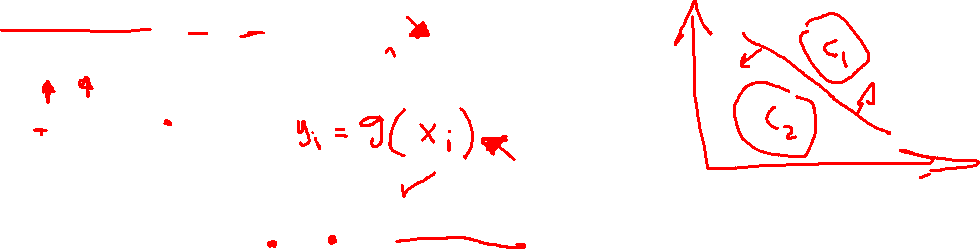 C1
yi = g(xi)
C2